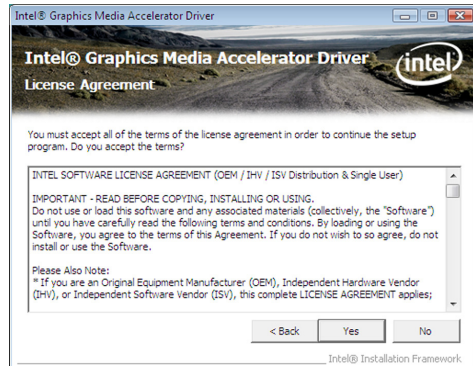 Intel® Graphics Media Accelerator Driver
Intel® Graphics Media Accelerator Driver
(intel)
License Agreement
You must accept all of the terms of the license agreement in order to continue the setup
program. Do you accept the terms?
INTEL SOFTWARE LICENSE AGREEMENT (OEM / IHV / ISV Distribution & Single User)
IMPORTANT - READ BEFORE COPYING, INSTALLING OR USING.
Do not use or load this software and any associated materials (collectively, the "Software")
until you have carefully read the following terms and conditions. By loading or using the
Software, you agree to the terms of this Agreement. If you do not wish to so agree, do not
install or use the Software.
Please Also Note:
* If you are an Original Equipment Manufacturer (OEM), Independent Hardware Vendor
(IHV), or Independent Software Vendor (ISV), this complete LICENSE AGREEMENT applies;
< Back Yes No
Intel® Installation Framework